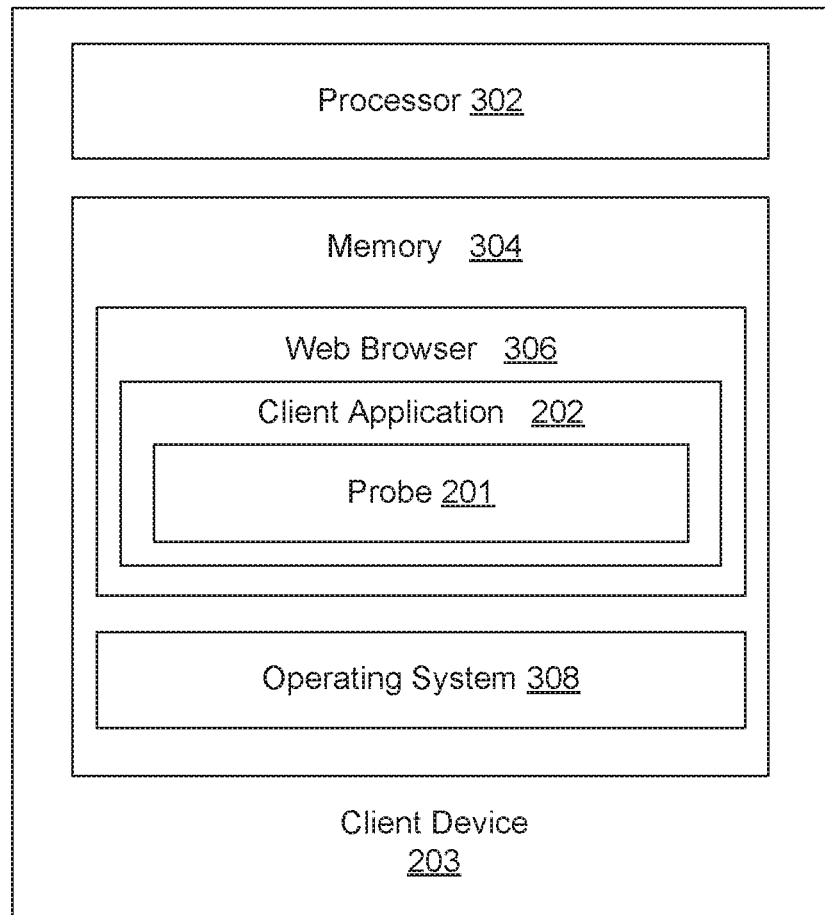 Processor 302
Memory 304
Web Browser 306
Client Application 202
Probe 201
Operating System 308
Client Device
203